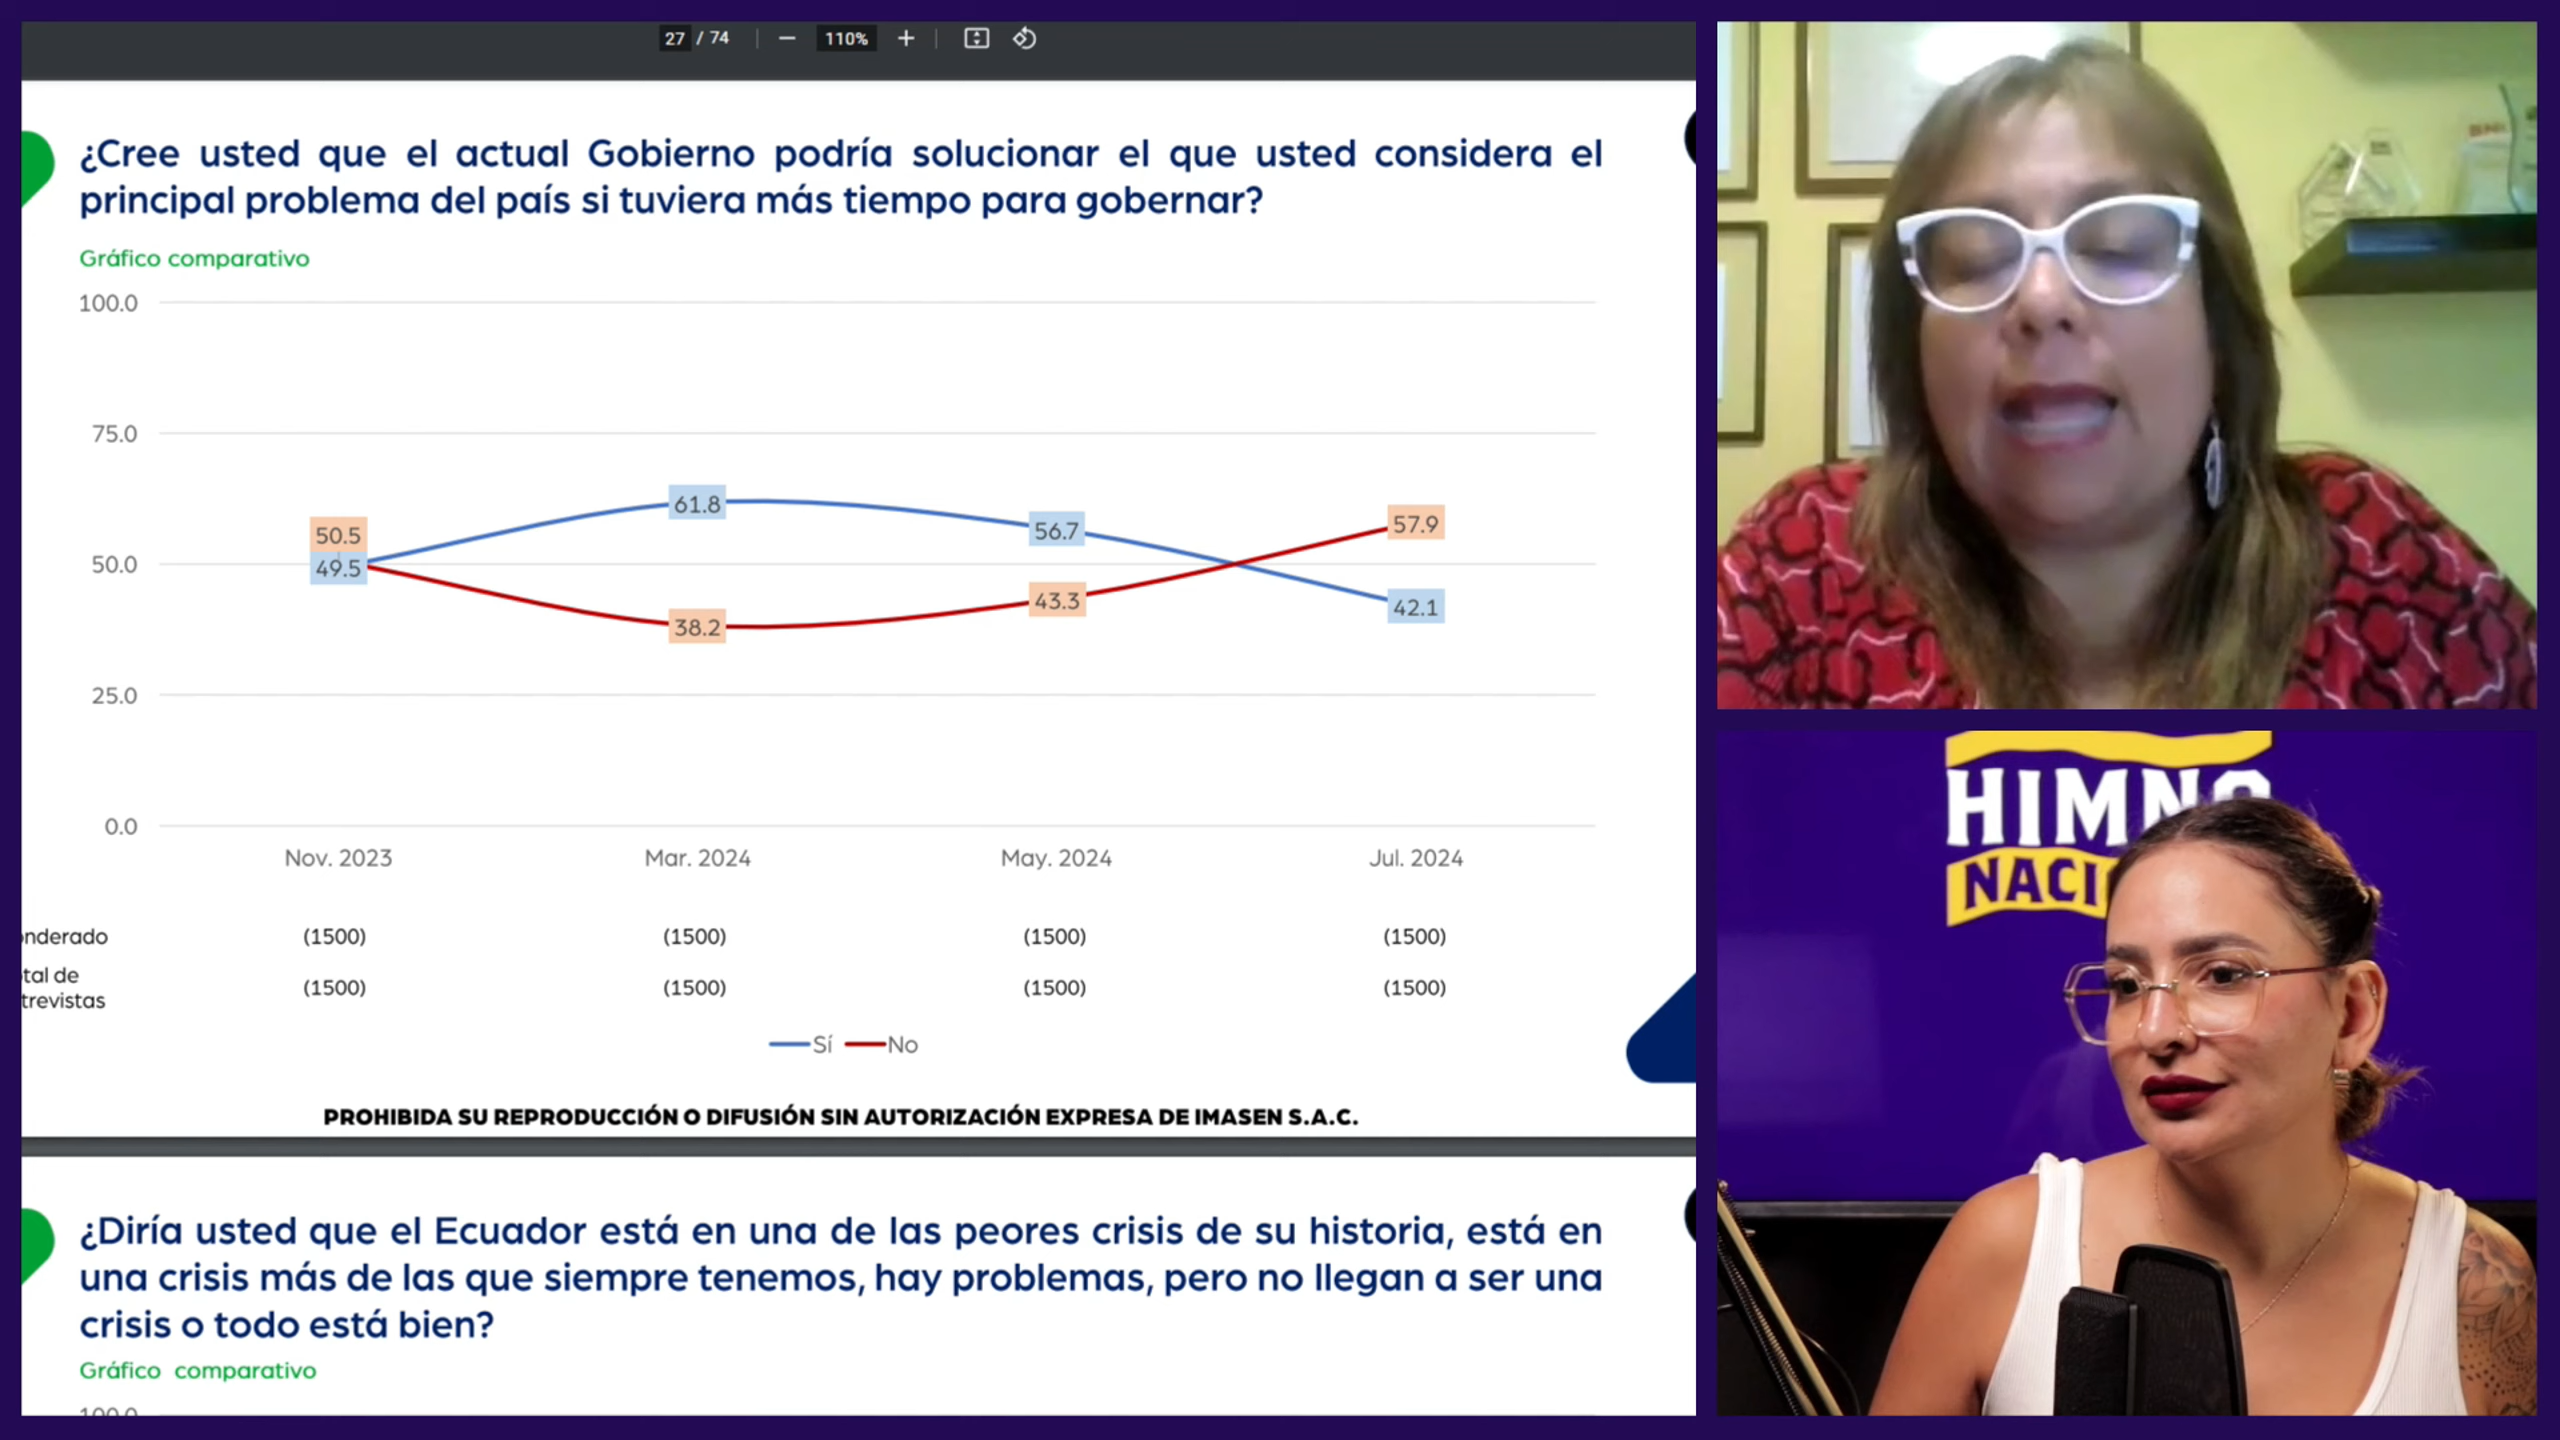 27 / 74 110%
¿Cree usted que el actual Gobierno podría solucionar el que usted considera el
principal problema del país si tuviera más tiempo para gobernar?
Gráfico comparativo
100.0
75.0
50.0
25.0
0.0
50.5
49.5
61.8
38.2
56.7
43.3
57.9
42.1
Nov. 2023 Mar. 2024 May. 2024 Jul. 2024
nderado (1500) (1500) (1500) (1500)
tal de
trevistas (1500) (1500) (1500) (1500)
Sí No
PROHIBIDA SU REPRODUCCIÓN O DIFUSIÓN SIN AUTORIZACIÓN EXPRESA DE IMASEN S.A.C.
¿Diría usted que el Ecuador está en una de las peores crisis de su historia, está en
una crisis más de las que siempre tenemos, hay problemas, pero no llegan a ser una
crisis o todo está bien?
Gráfico comparativo
100.0
HIMNO
NACI